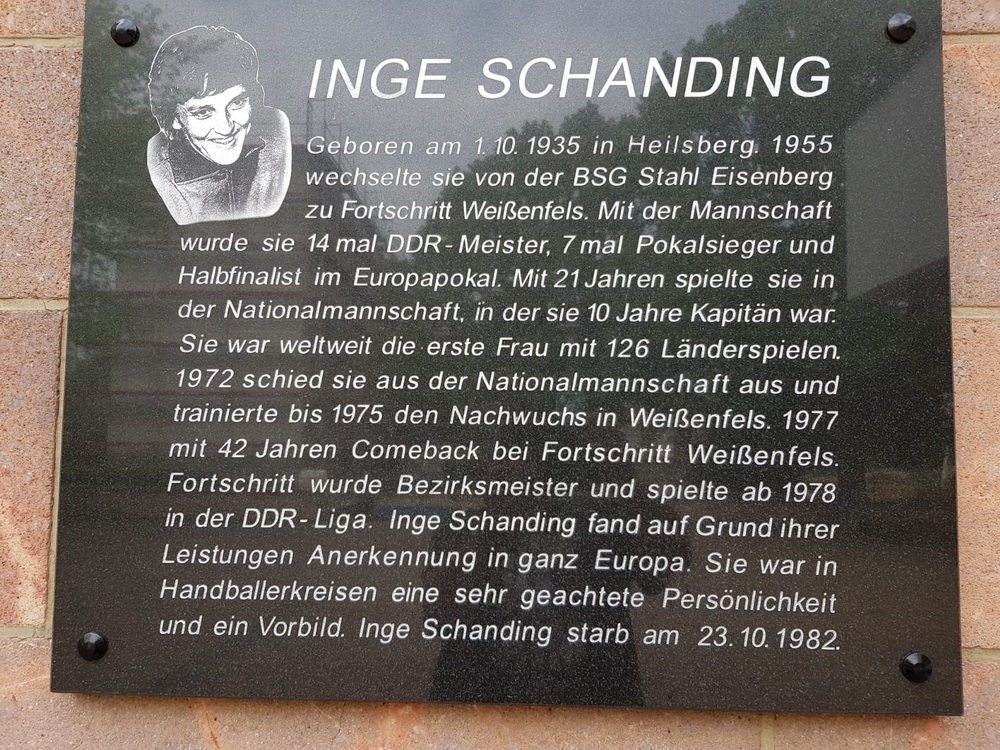 INGE SCHANDING
Geboren am 1.10.1935 in Heilsberg. 1955
wechselte sie von der BSG Stahl Eisenberg
zu Fortschritt Weißenfels. Mit der Mannschaft
wurde sie 14 mal DDR-Meister, 7 mal Pokalsieger und
Halbfinalist im Europapokal. Mit 21 Jahren spielte sie in
der Nationalmannschaft, in der sie 10 Jahre Kapitän war.
Sie war weltweit die erste Frau mit 126 Länderspielen.
1972 schied sie aus der Nationalmannschaft aus und
trainierte bis 1975 den Nachwuchs in Weißenfels. 1977
mit 42 Jahren Comeback bei Fortschritt Weißenfels.
Fortschritt wurde Bezirksmeister und spielte ab 1978
in der DDR-Liga. Inge Schanding fand auf Grund ihrer
Leistungen Anerkennung in ganz Europa. Sie war in
Handballerkreisen eine sehr geachtete Persönlichkeit
und ein Vorbild. Inge Schanding starb am 23.10.1982.